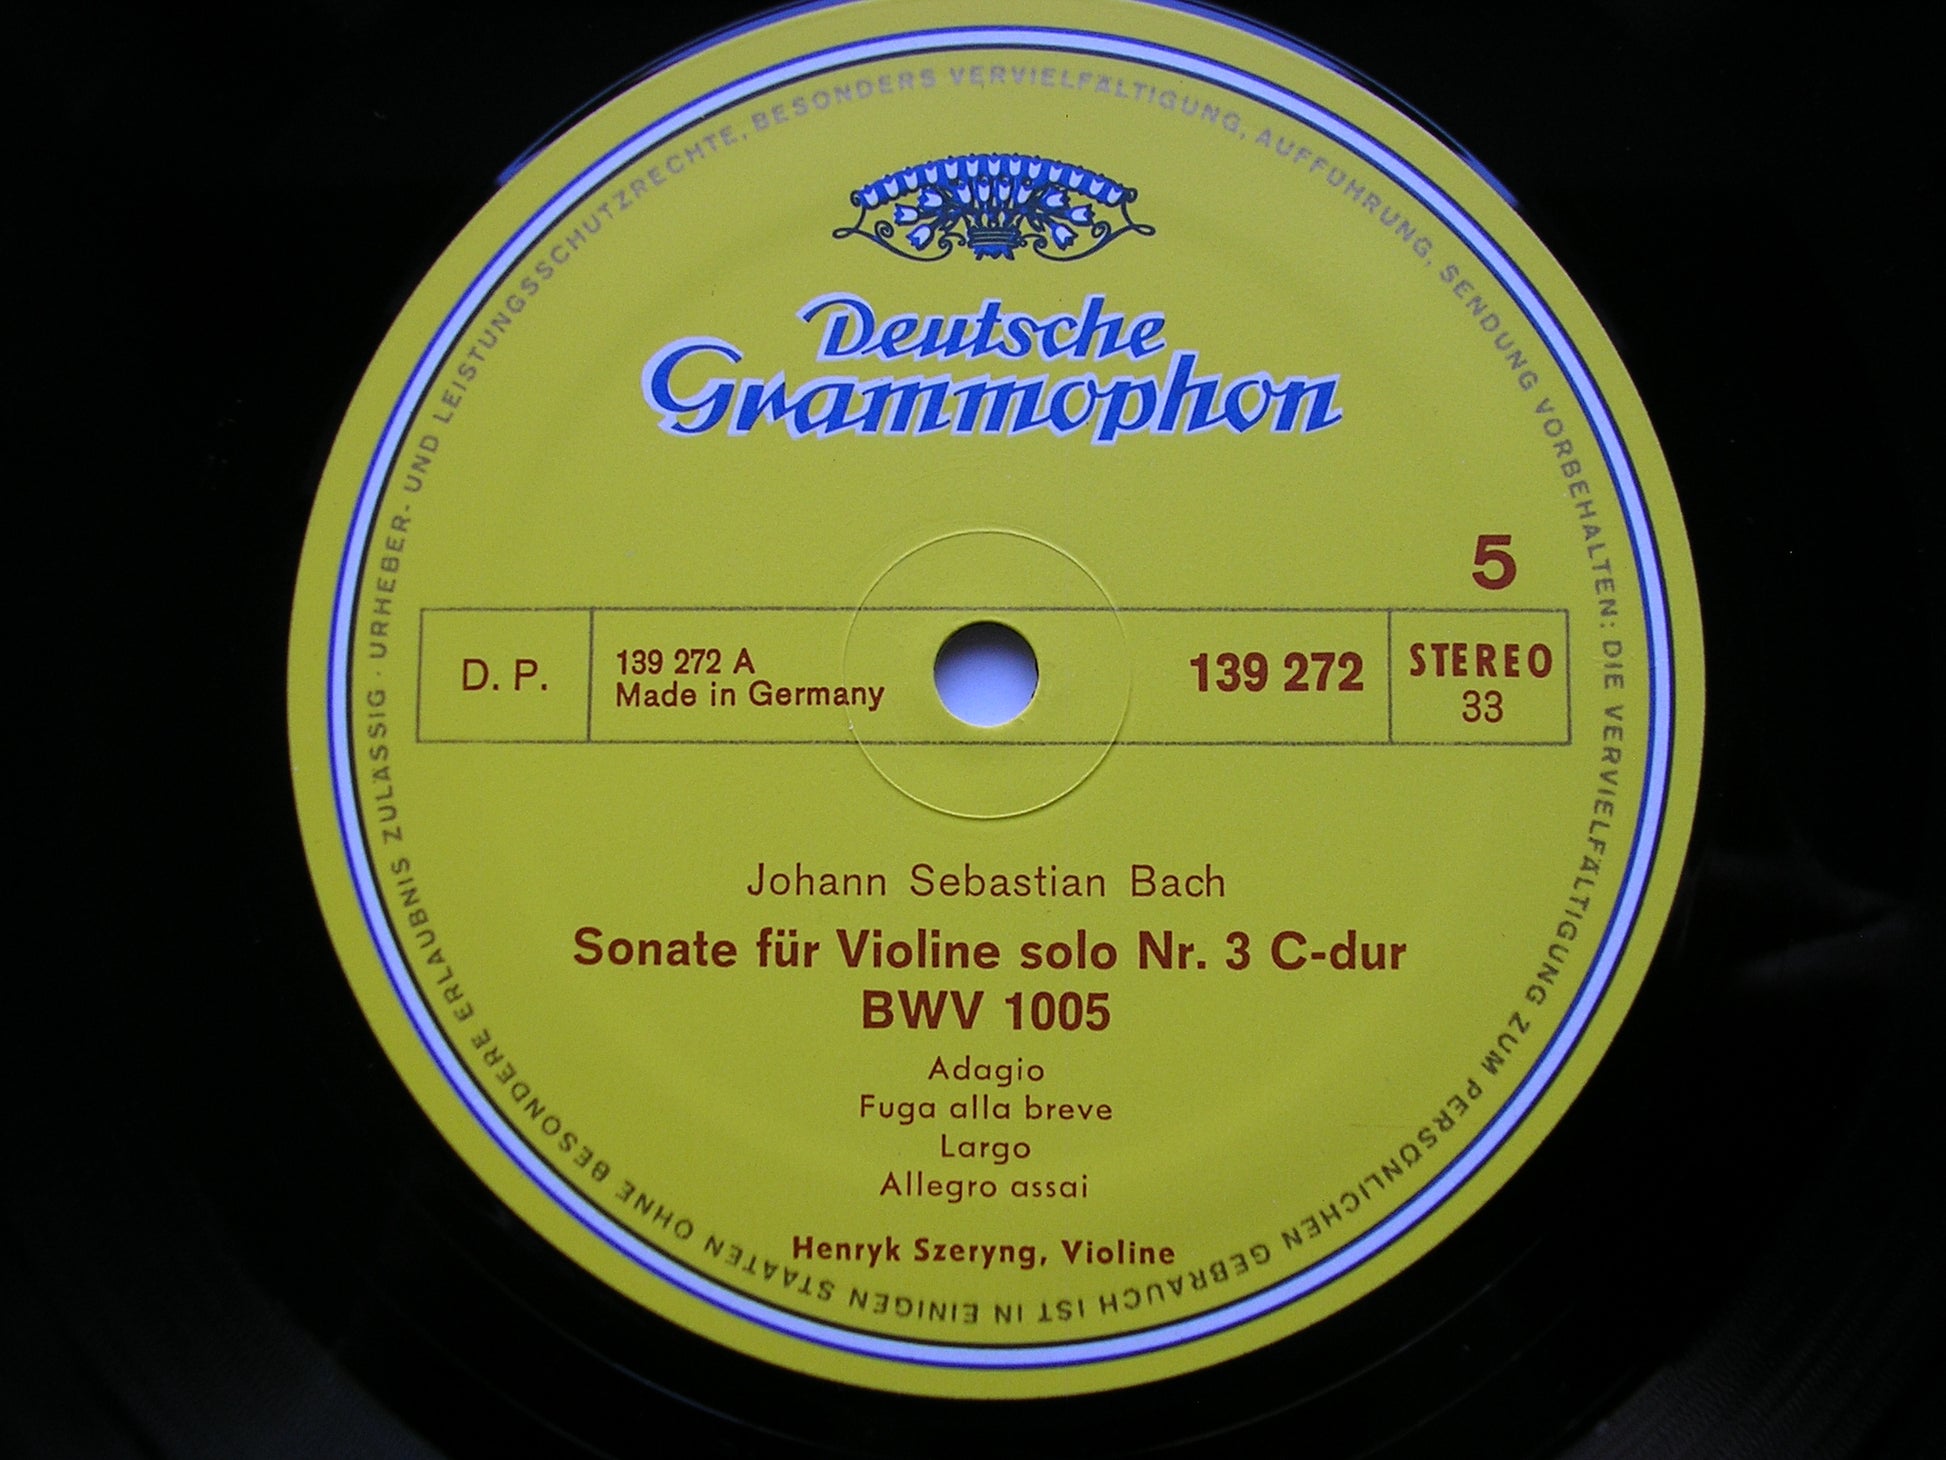 Deutsche
Grammophon
5
D. P.
139 272 A
Made in Germany
139 272
STEREO
33
Johann Sebastian Bach
Sonate für Violine solo Nr. 3 C-dur
BWV 1005
Adagio
Fuga alla breve
Largo
Allegro assai
Henryk Szeryng, Violine
URHEBER- UND LEISTUNGSSCHUTZRECHTE, BESONDERS VERVIELFÄLTIGUNG, AUFFÜHRUNG, SENDUNG VORBEHALTEN: DIE VERVIELFÄLTIGUNG ZUM PERSÖNLICHEN GEBRAUCH IST IN EINIGEN STAATEN OHNE BESONDERE ERLAUBNIS ZULÄSSIG ·